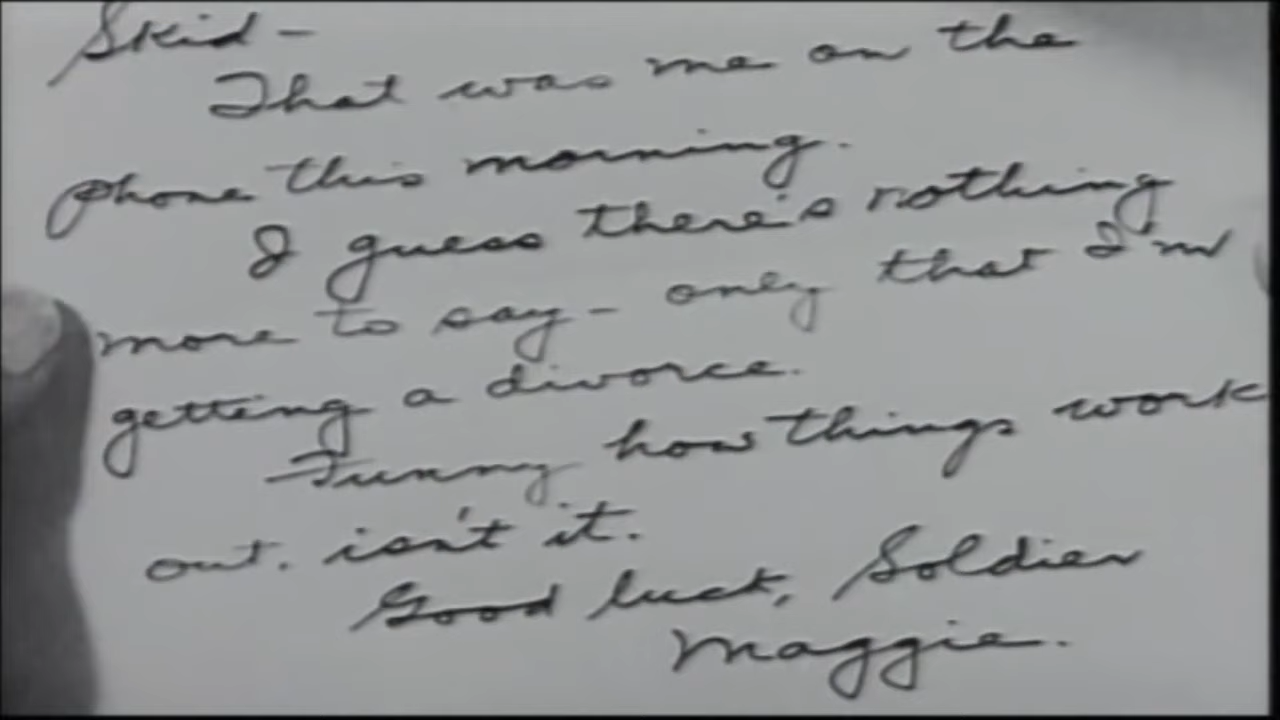 Skid-
That was me on the
phone this morning.
I guess there's nothing
more to say - only that I'm
getting a divorce.
Funny how things work
out. isn't it.
Good luck, Soldier
Maggie.